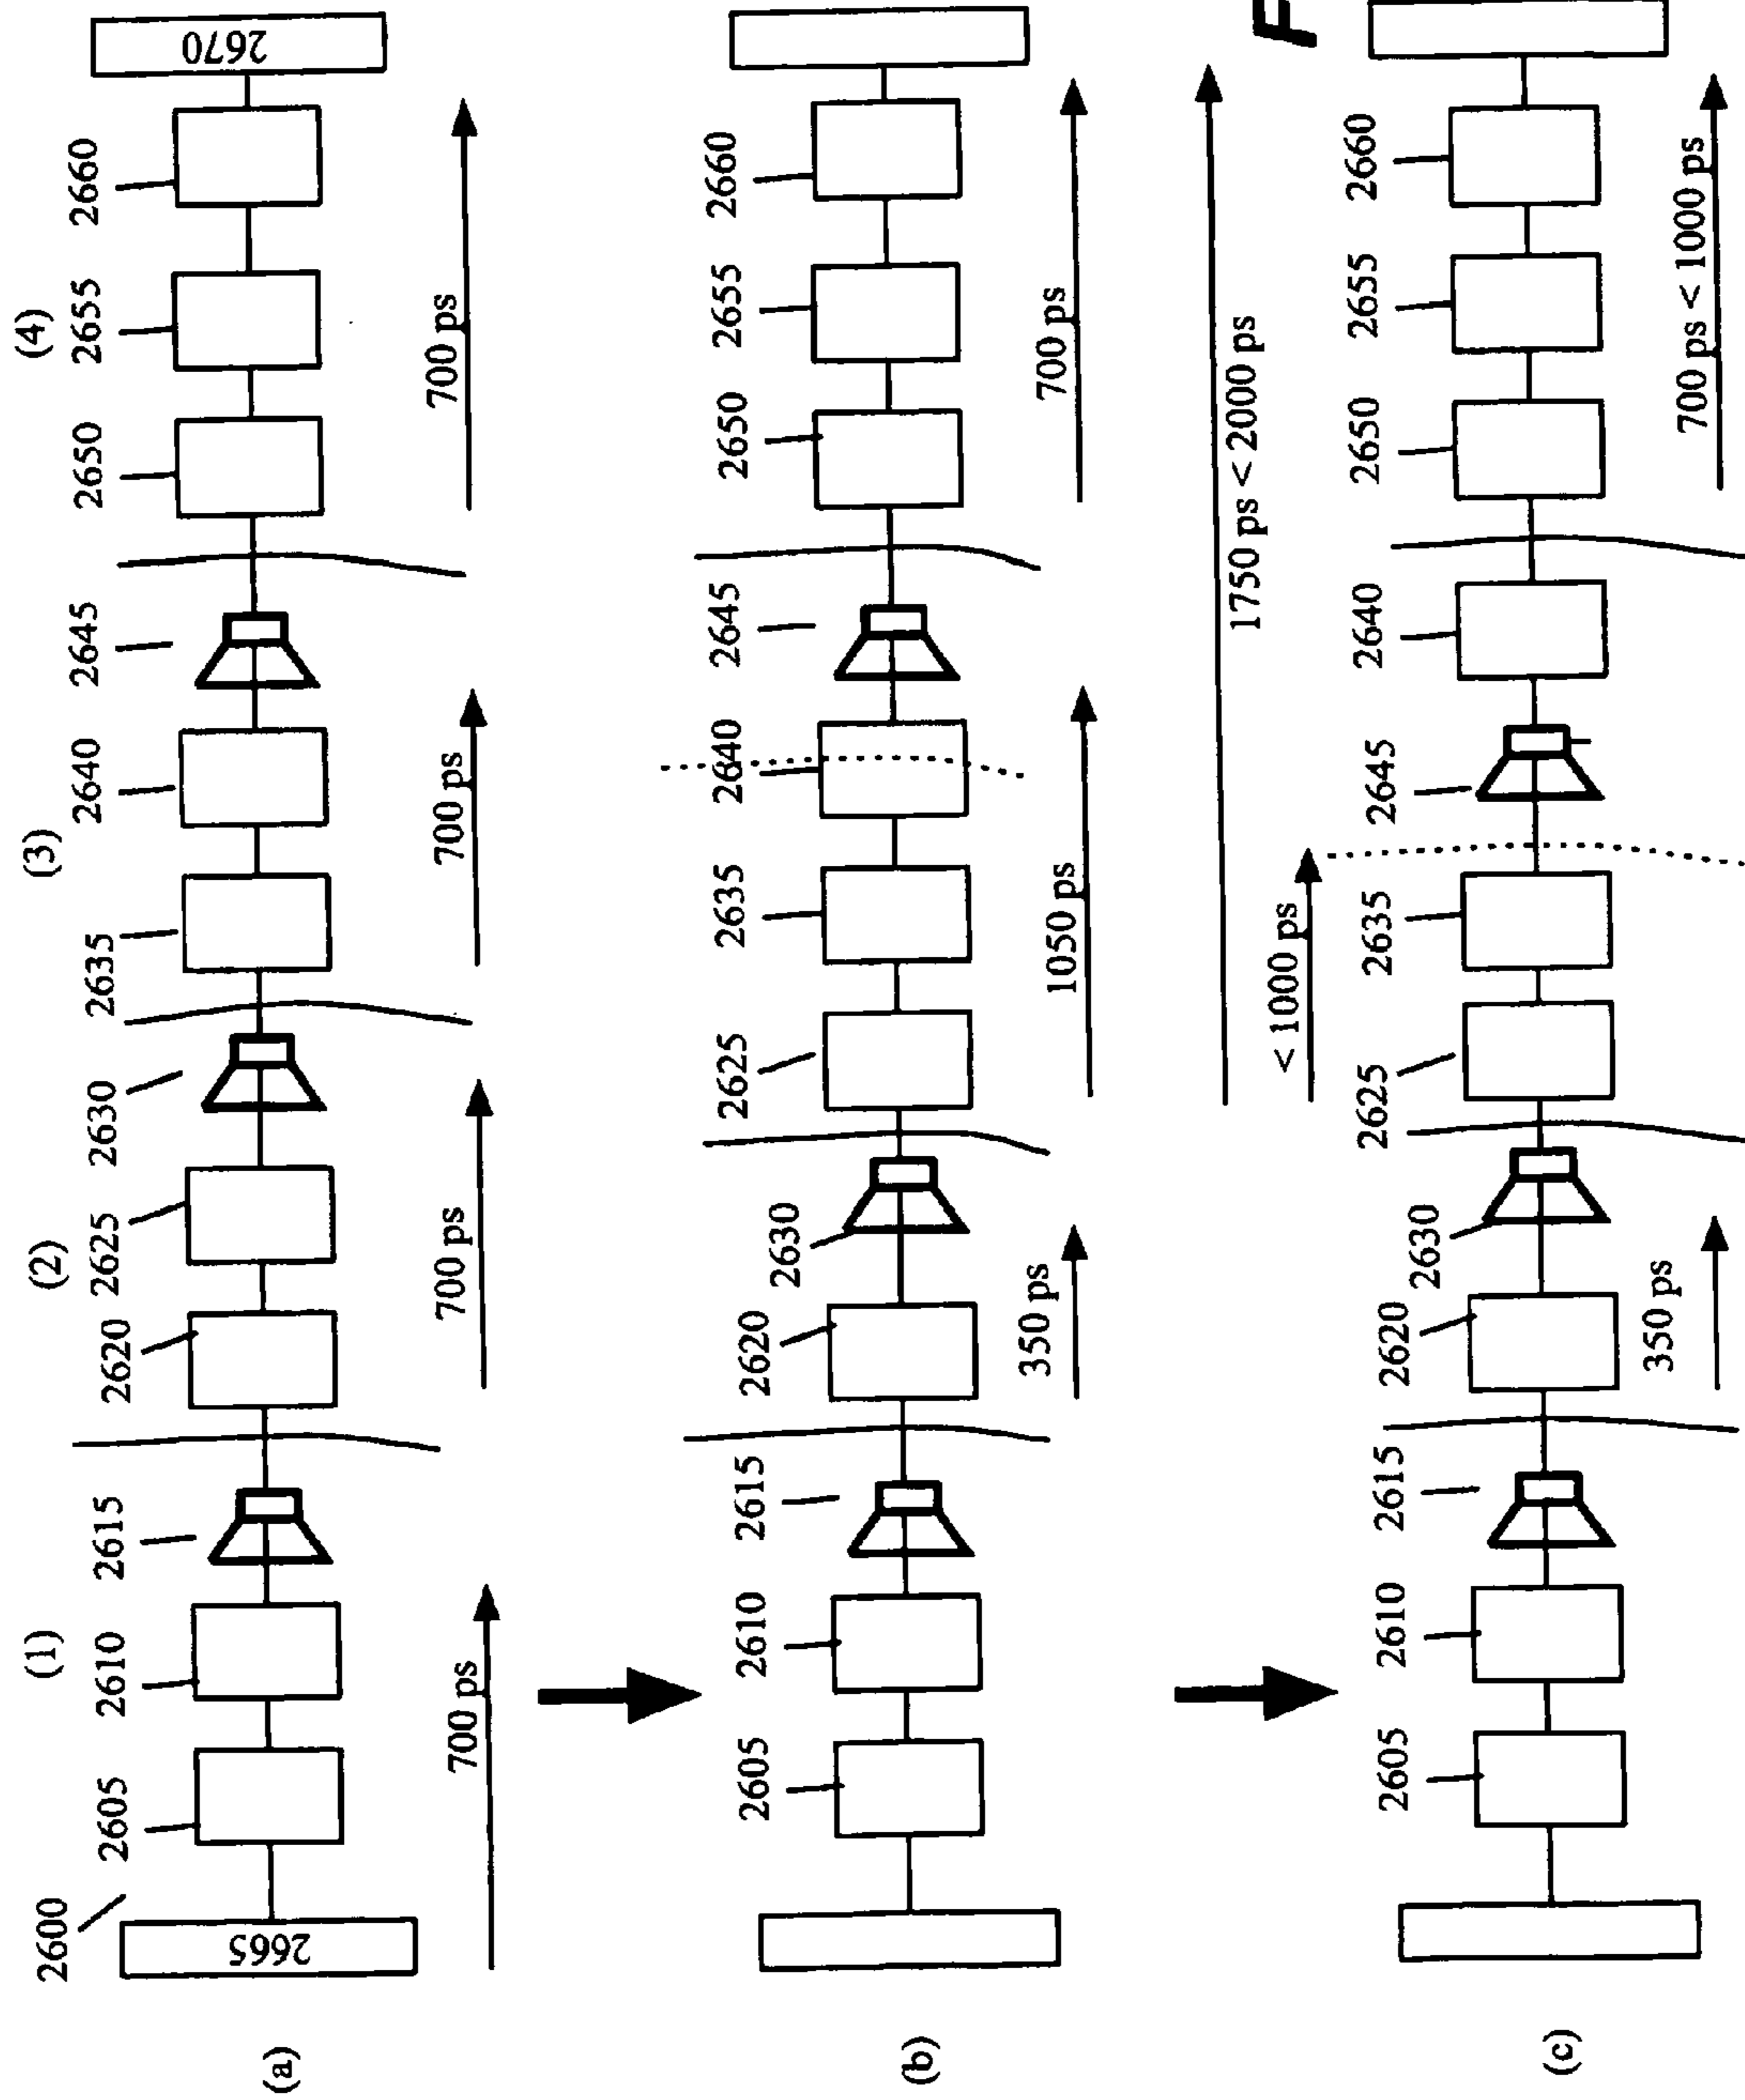 (1) (2) (3) (4)
2600 2605 2610 2615 2620 2625 2630 2635 2640 2645 2650 2655 2660
(a) 2665 2670
700 ps 700 ps 700 ps 700 ps
2605 2610 2615 2620 2630 2625 2635 2640 2645 2650 2655 2660
(b)
350 ps 1050 ps 700 ps
1750 ps < 2000 ps
< 1000 ps
F
2605 2610 2615 2620 2630 2625 2635 2645 2640 2650 2655 2660
(c)
350 ps 700 ps < 1000 ps